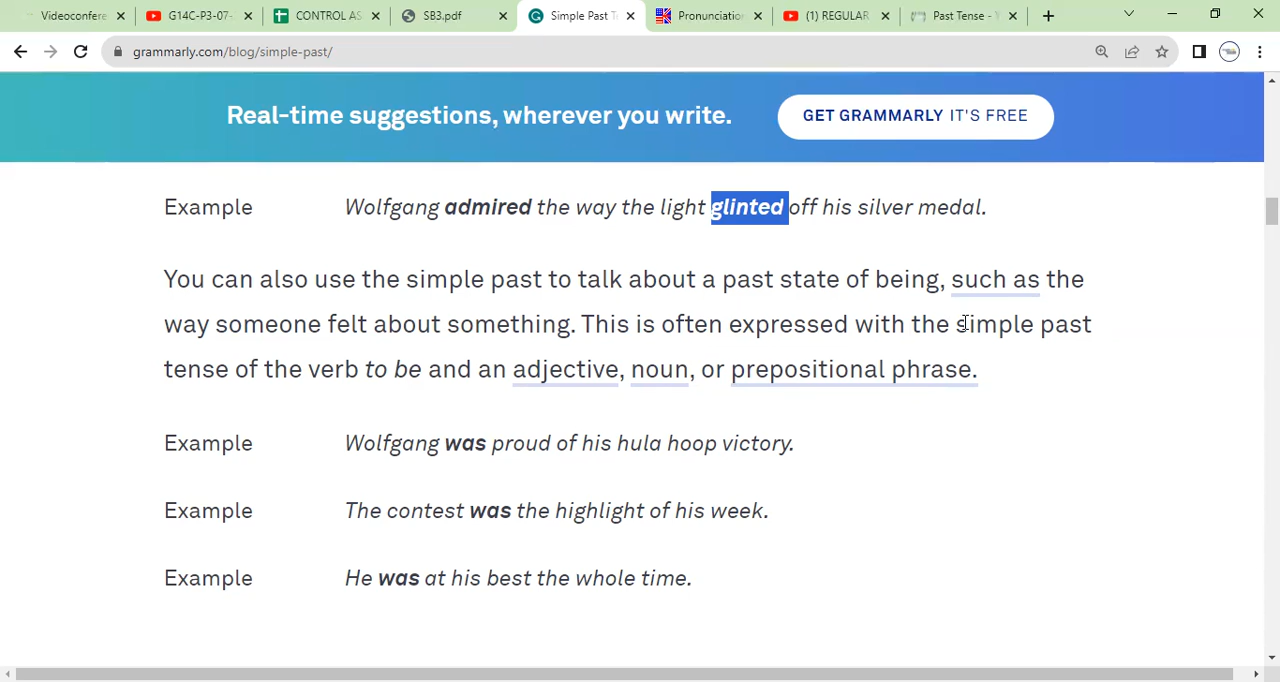 Videoconfere
G14C-P3-07-
CONTROL AS
SB3.pdf
Simple Past T
Pronunciation
(1) REGULAR
Past Tense -
grammarly.com/blog/simple-past/
Real-time suggestions, wherever you write.
GET GRAMMARLY IT'S FREE
Example Wolfgang admired the way the light glinted off his silver medal.
You can also use the simple past to talk about a past state of being, such as the
way someone felt about something. This is often expressed with the simple past
tense of the verb to be and an adjective, noun, or prepositional phrase.
Example Wolfgang was proud of his hula hoop victory.
Example The contest was the highlight of his week.
Example He was at his best the whole time.